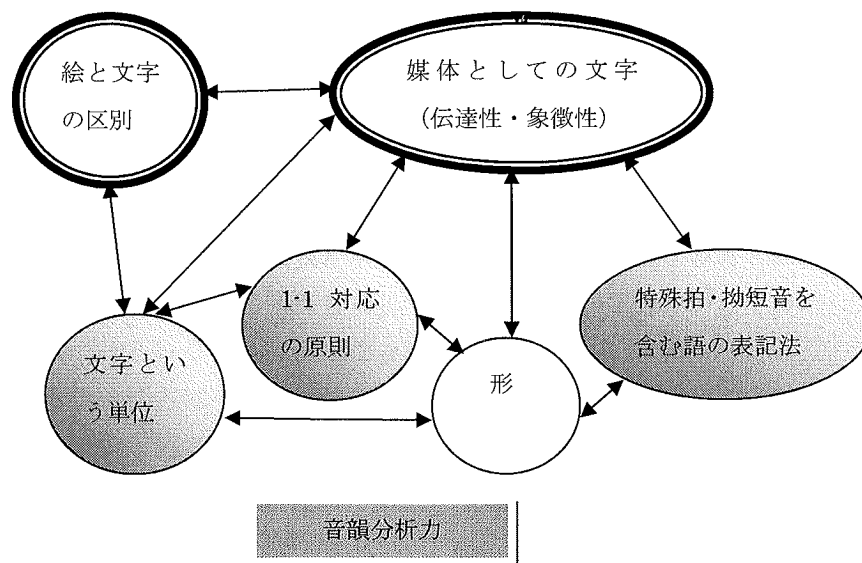 絵と文字
の区別
媒体としての文字
(伝達性・象徴性)
1-1 対応
の原則
特殊拍・拗短音を
含む語の表記法
文字とい
う単位
形
音韻分析力